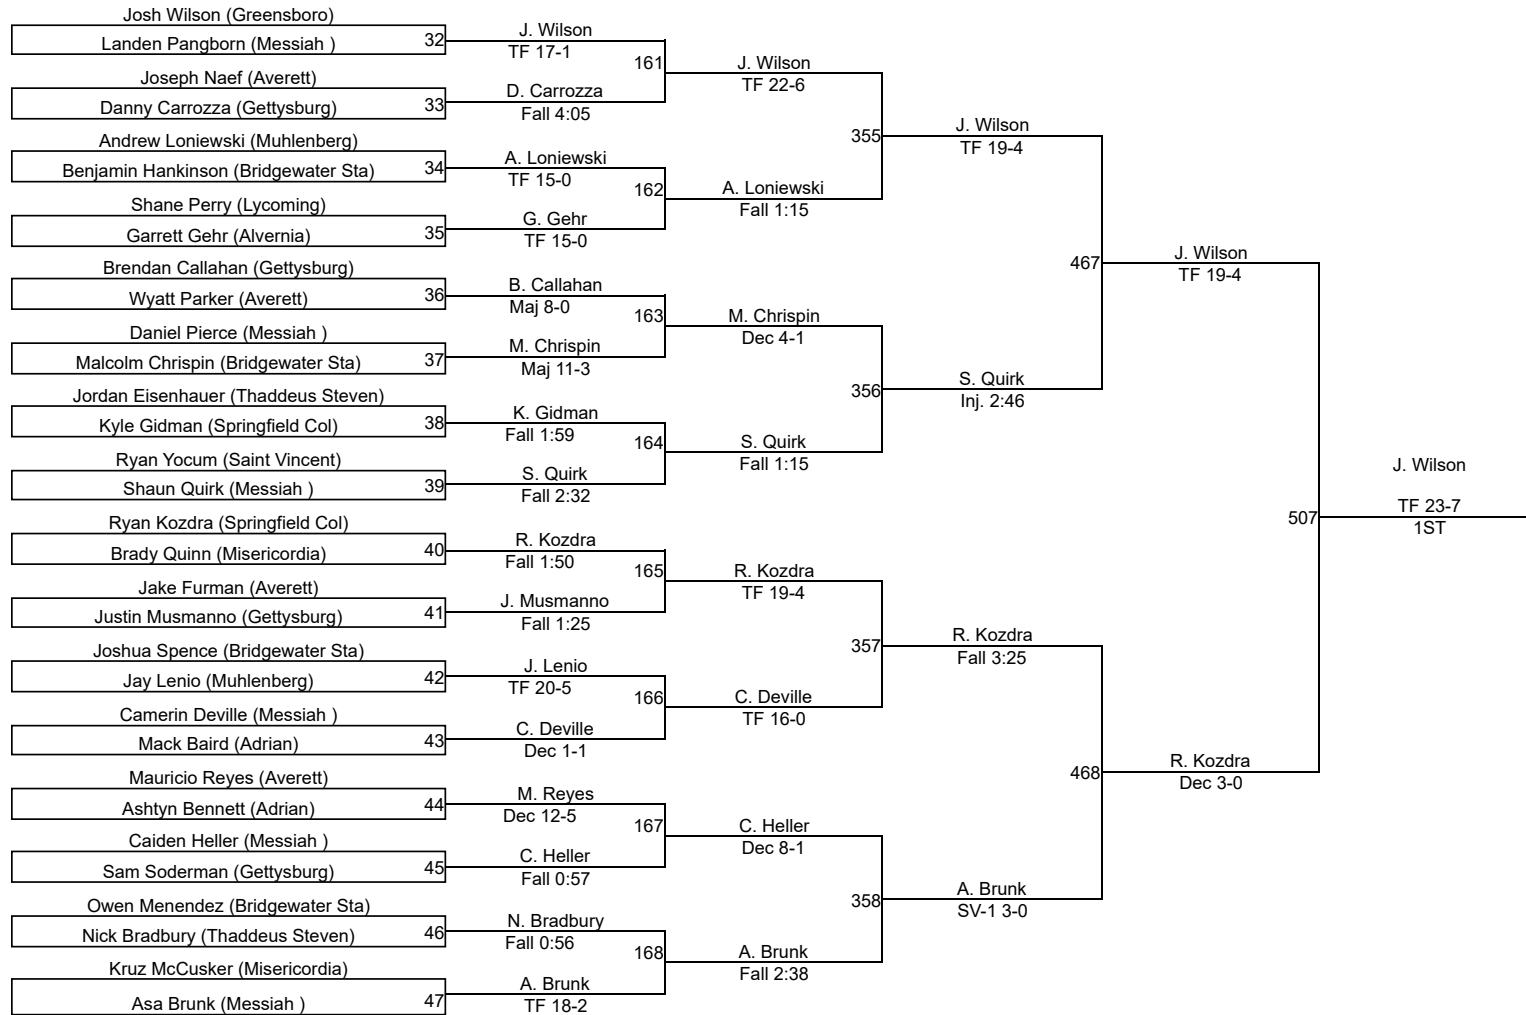 Josh Wilson (Greensboro)
Landen Pangborn (Messiah )
32
Joseph Naef (Averett)
Danny Carrozza (Gettysburg)
33
Andrew Loniewski (Muhlenberg)
Benjamin Hankinson (Bridgewater Sta)
34
Shane Perry (Lycoming)
Garrett Gehr (Alvernia)
35
Brendan Callahan (Gettysburg)
Wyatt Parker (Averett)
36
Daniel Pierce (Messiah )
Malcolm Chrispin (Bridgewater Sta)
37
Jordan Eisenhauer (Thaddeus Steven)
Kyle Gidman (Springfield Col)
38
Ryan Yocum (Saint Vincent)
Shaun Quirk (Messiah )
39
Ryan Kozdra (Springfield Col)
Brady Quinn (Misericordia)
40
Jake Furman (Averett)
Justin Musmanno (Gettysburg)
41
Joshua Spence (Bridgewater Sta)
Jay Lenio (Muhlenberg)
42
Camerin Deville (Messiah )
Mack Baird (Adrian)
43
Mauricio Reyes (Averett)
Ashtyn Bennett (Adrian)
44
Caiden Heller (Messiah )
Sam Soderman (Gettysburg)
45
Owen Menendez (Bridgewater Sta)
Nick Bradbury (Thaddeus Steven)
46
Kruz McCusker (Misericordia)
Asa Brunk (Messiah )
47
J. Wilson
TF 17-1
161
D. Carrozza
Fall 4:05
A. Loniewski
TF 15-0
162
G. Gehr
TF 15-0
B. Callahan
Maj 8-0
163
M. Chrispin
Maj 11-3
K. Gidman
Fall 1:59
164
S. Quirk
Fall 2:32
R. Kozdra
Fall 1:50
165
J. Musmanno
Fall 1:25
J. Lenio
TF 20-5
166
C. Deville
Dec 1-1
M. Reyes
Dec 12-5
167
C. Heller
Fall 0:57
N. Bradbury
Fall 0:56
168
A. Brunk
TF 18-2
J. Wilson
TF 22-6
355
A. Loniewski
Fall 1:15
M. Chrispin
Dec 4-1
356
S. Quirk
Fall 1:15
R. Kozdra
TF 19-4
357
C. Deville
TF 16-0
C. Heller
Dec 8-1
358
A. Brunk
Fall 2:38
J. Wilson
TF 19-4
467
S. Quirk
Inj. 2:46
R. Kozdra
Fall 3:25
468
A. Brunk
SV-1 3-0
J. Wilson
TF 19-4
507
R. Kozdra
Dec 3-0
J. Wilson
TF 23-7
1ST